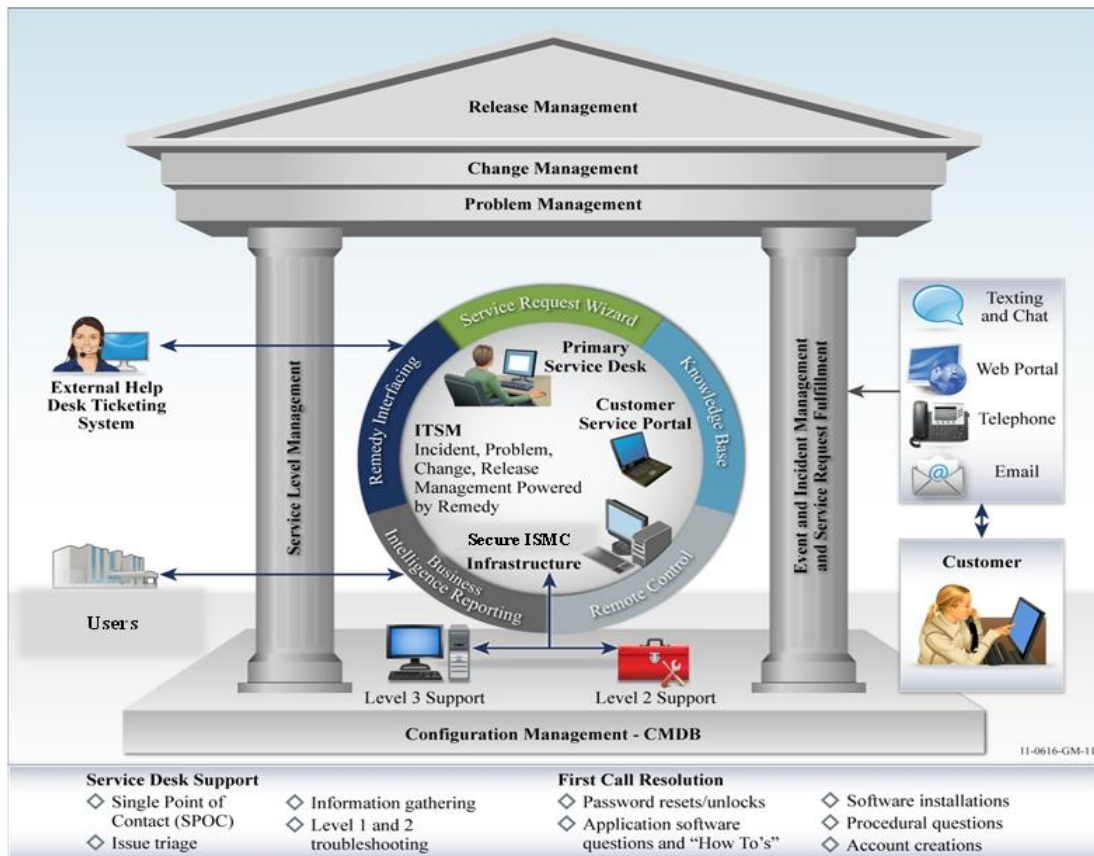 Release Management
Change Management
Problem Management
External Help
Desk Ticketing
System
Users
Service Level Management
Service Request Wizard
Remedy Interfacing
Knowledge Base
Business
Intelligence Reporting
Remote Control
Primary
Service Desk
Customer
Service Portal
ITSM
Incident, Problem,
Change, Release
Management Powered
by Remedy
Secure ISMC
Infrastructure
Event and Incident Management
and Service Request Fulfillment
Texting
and Chat
Web Portal
Telephone
Email
Customer
Level 3 Support
Level 2 Support
Configuration Management - CMDB
11-0616-GM-11
Service Desk Support
Single Point of
Contact (SPOC)
Issue triage
Information gathering
Level 1 and 2
troubleshooting
First Call Resolution
Password resets/unlocks
Application software
questions and “How To’s”
Software installations
Procedural questions
Account creations